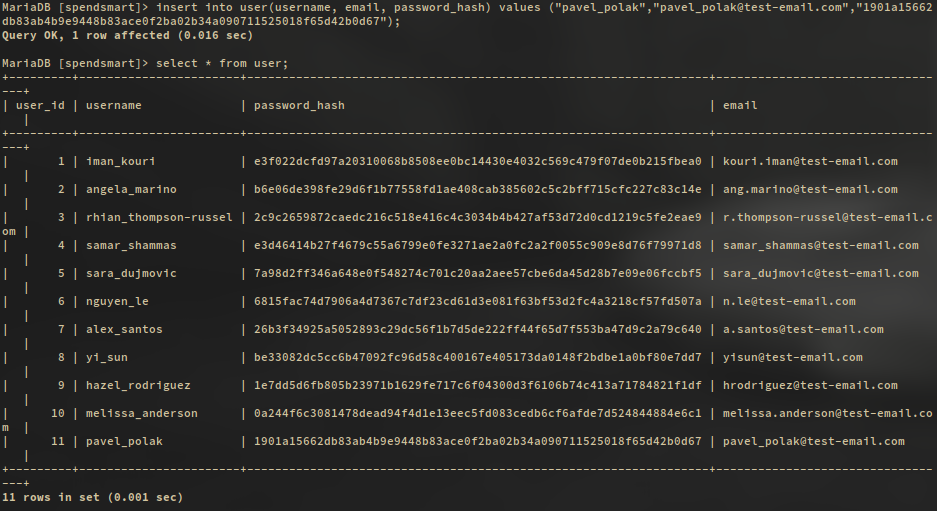 MariaDB [spendsmart]> insert into user(username, email, password_hash) values ("pavel_polak","pavel_polak@test-email.com","1901a15662
db83ab4b9e9448b83ace0f2ba02b34a090711525018f65d42b0d67");
Query OK, 1 row affected (0.016 sec)
MariaDB [spendsmart]> select * from user;
+---------+-----------------------+------------------------------------------------------------------+-------------------------------
---+
| user_id | username              | password_hash                                                    | email
   |
+---------+-----------------------+------------------------------------------------------------------+-------------------------------
---+
|       1 | iman_kouri            | e3f022dcfd97a20310068b8508ee0bc14430e4032c569c479f07de0b215fbea0 | kouri.iman@test-email.com
   |
|       2 | angela_marino         | b6e06de398fe29d6f1b77558fd1ae408cab385602c5c2bff715cfc227c83c14e | ang.marino@test-email.com
   |
|       3 | rhian_thompson-russel | 2c9c2659872caedc216c518e416c4c3034b4b427af53d72d0cd1219c5fe2eae9 | r.thompson-russel@test-email.c
om |
|       4 | samar_shammas         | e3d46414b27f4679c55a6799e0fe3271ae2a0fc2a2f0055c909e8d76f79971d8 | samar_shammas@test-email.com
   |
|       5 | sara_dujmovic         | 7a98d2ff346a648e0f548274c701c20aa2aee57cbe6da45d28b7e09e06fccbf5 | sara_dujmovic@test-email.com
   |
|       6 | nguyen_le             | 6815fac74d7906a4d7367c7df23cd61d3e081f63bf53d2fc4a3218cf57fd507a | n.le@test-email.com
   |
|       7 | alex_santos           | 26b3f34925a5052893c29dc56f1b7d5de222ff44f65d7f553ba47d9c2a79c640 | a.santos@test-email.com
   |
|       8 | yi_sun                | be33082dc5cc6b47092fc96d58c400167e405173da0148f2bdbe1a0bf80e7dd7 | yisun@test-email.com
   |
|       9 | hazel_rodriguez       | 1e7dd5d6fb805b23971b1629fe717c6f04300d3f6106b74c413a71784821f1df | hrodriguez@test-email.com
   |
|      10 | melissa_anderson      | 0a244f6c3081478dead94f4d1e13eec5fd083cedb6cf6afde7d524844884e6c1 | melissa.anderson@test-email.co
m  |
|      11 | pavel_polak           | 1901a15662db83ab4b9e9448b83ace0f2ba02b34a090711525018f65d42b0d67 | pavel_polak@test-email.com
   |
+---------+-----------------------+------------------------------------------------------------------+-------------------------------
---+
11 rows in set (0.001 sec)